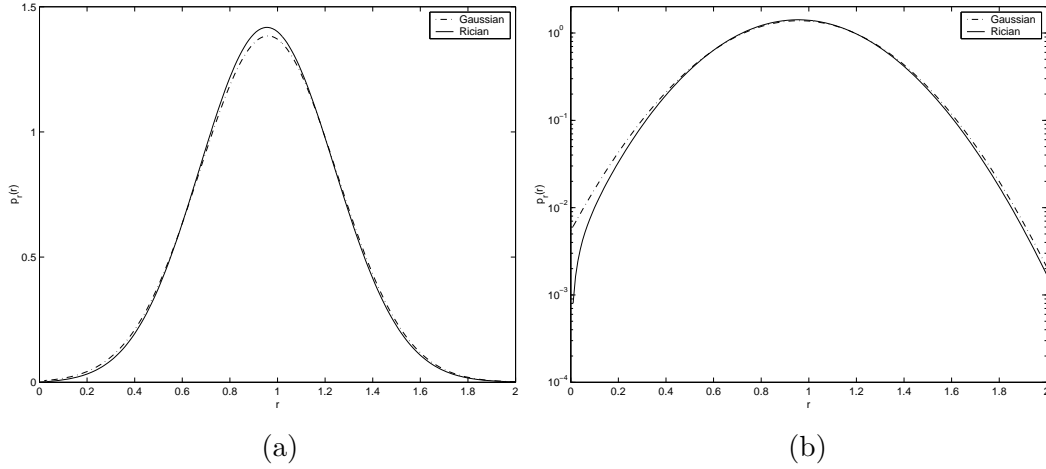 1.5
1
0.5
0
p_r(r)
Gaussian
Rician
0 0.2 0.4 0.6 0.8 1 1.2 1.4 1.6 1.8 2
r
(a)
10^0
10^-1
10^-2
10^-3
10^-4
p_r(r)
Gaussian
Rician
0 0.2 0.4 0.6 0.8 1 1.2 1.4 1.6 1.8 2
r
(b)